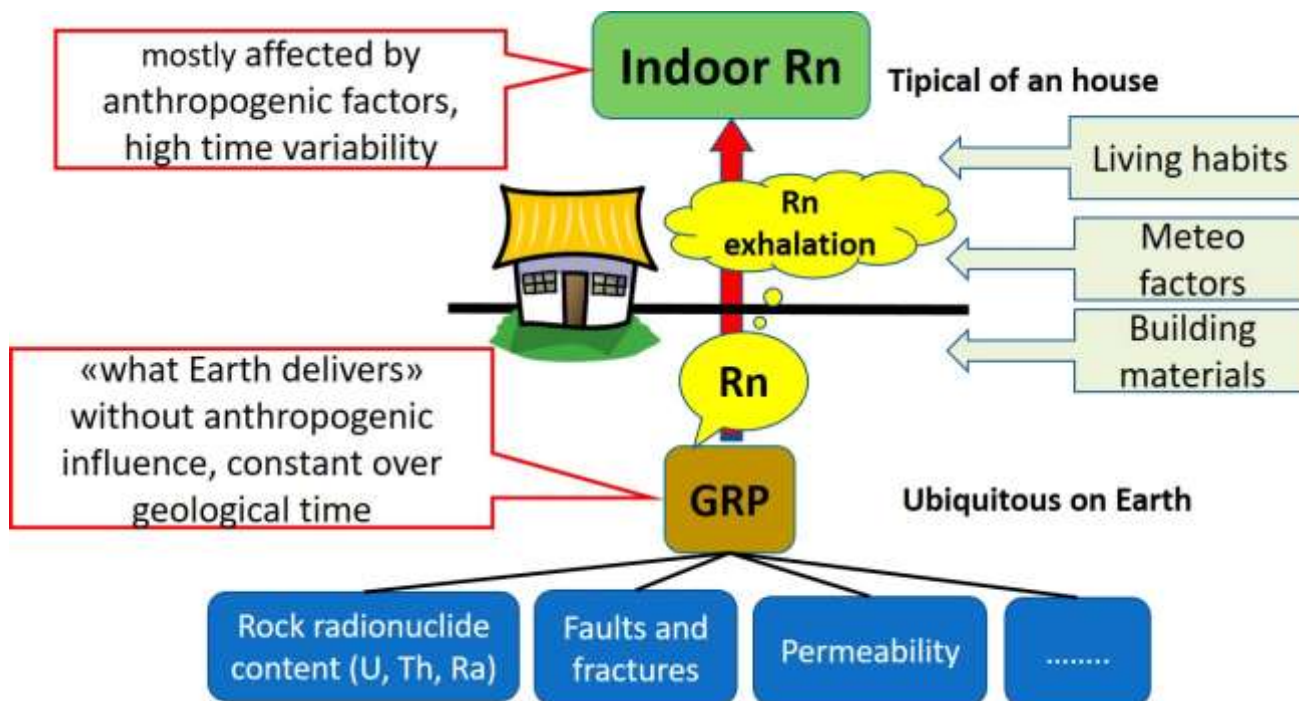 mostly affected by
anthropogenic factors,
high time variability
Indoor Rn
Tipical of an house
Living habits
Rn
exhalation
Meteo
factors
Building
materials
«what Earth delivers»
without anthropogenic
influence, constant over
geological time
Rn
GRP
Ubiquitous on Earth
Rock radionuclide
content (U, Th, Ra)
Faults and
fractures
Permeability
........